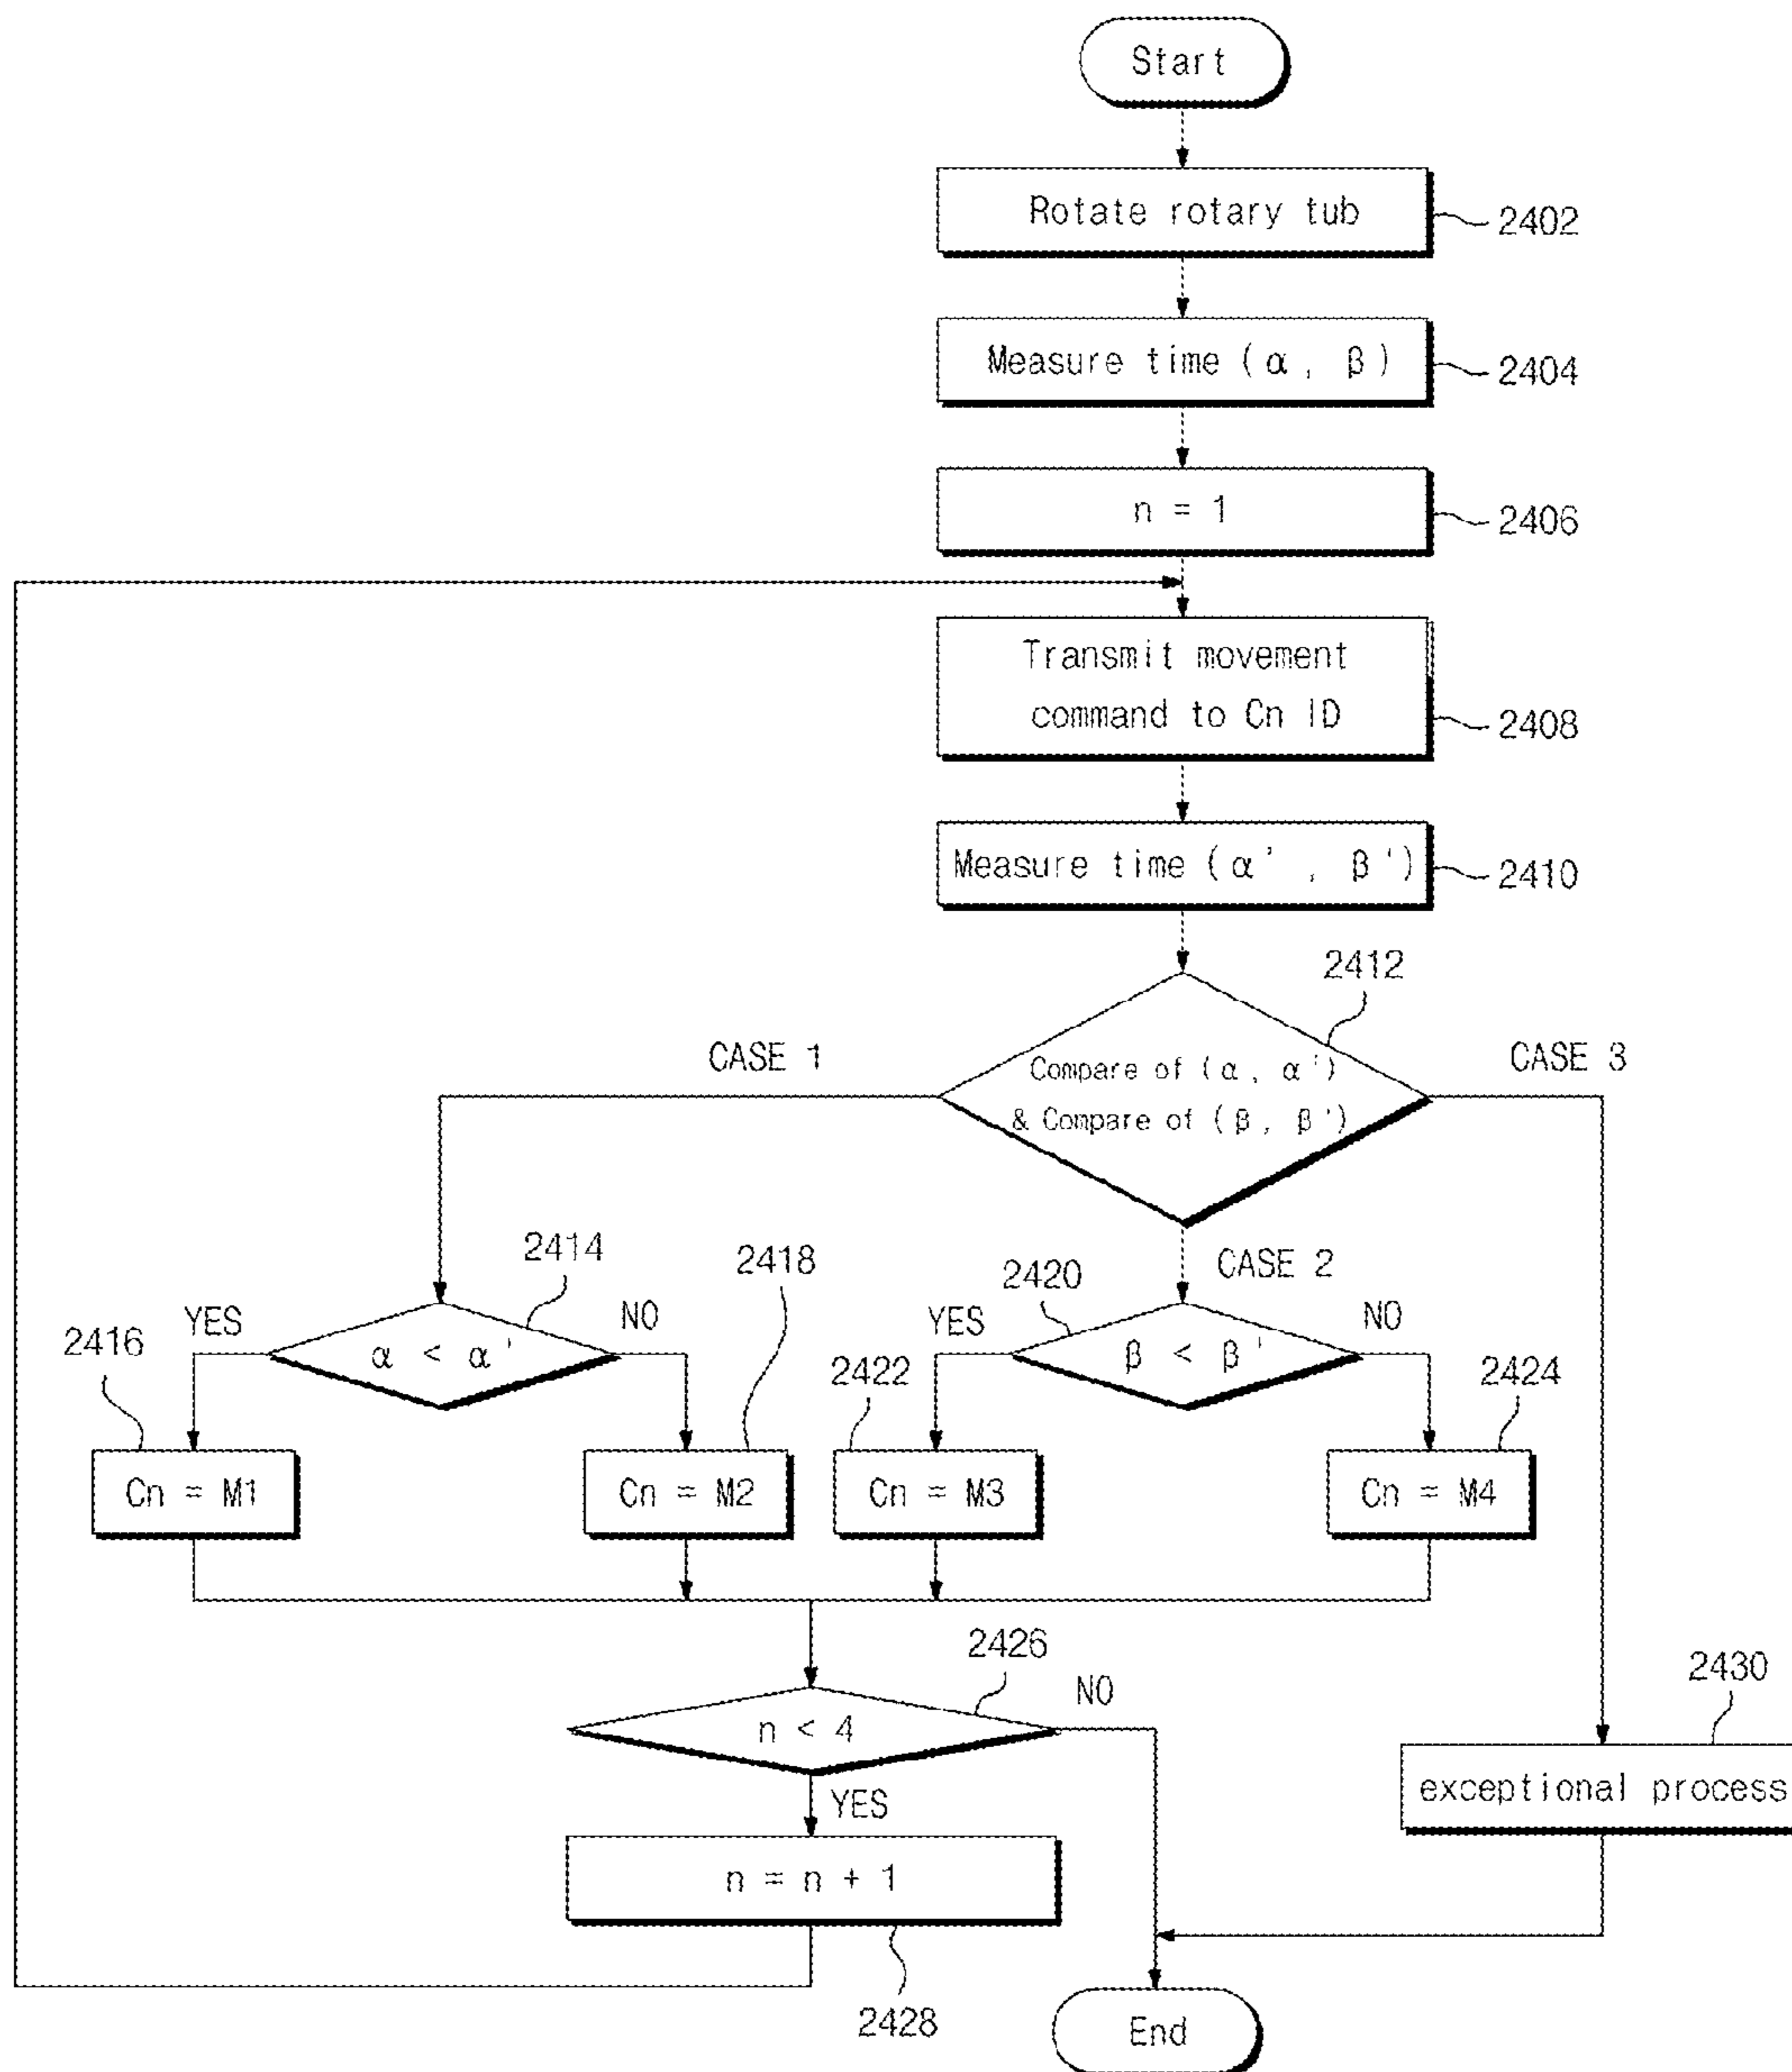 Start
Rotate rotary tub
2402
Measure time (α, β)
2404
n = 1
2406
Transmit movement
command to Cn ID
2408
Measure time (α', β')
2410
2412
CASE 1
Compare of (α, α')
& Compare of (β, β')
CASE 3
CASE 2
2414
2418
2420
2416
YES
α < α'
NO
2422
YES
β < β'
NO
2424
Cn = M1
Cn = M2
Cn = M3
Cn = M4
2426
n < 4
NO
2430
YES
exceptional process
n = n + 1
2428
End